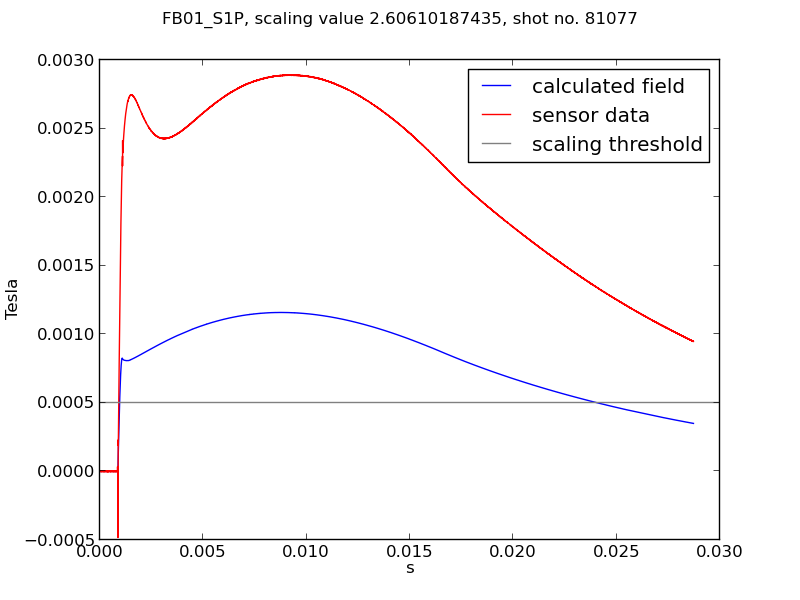 FB01_S1P, scaling value 2.60610187435, shot no. 81077
calculated field
sensor data
scaling threshold
Tesla
0.0030
0.0025
0.0020
0.0015
0.0010
0.0005
0.0000
−0.0005
0.000 0.005 0.010 0.015 0.020 0.025 0.030
s